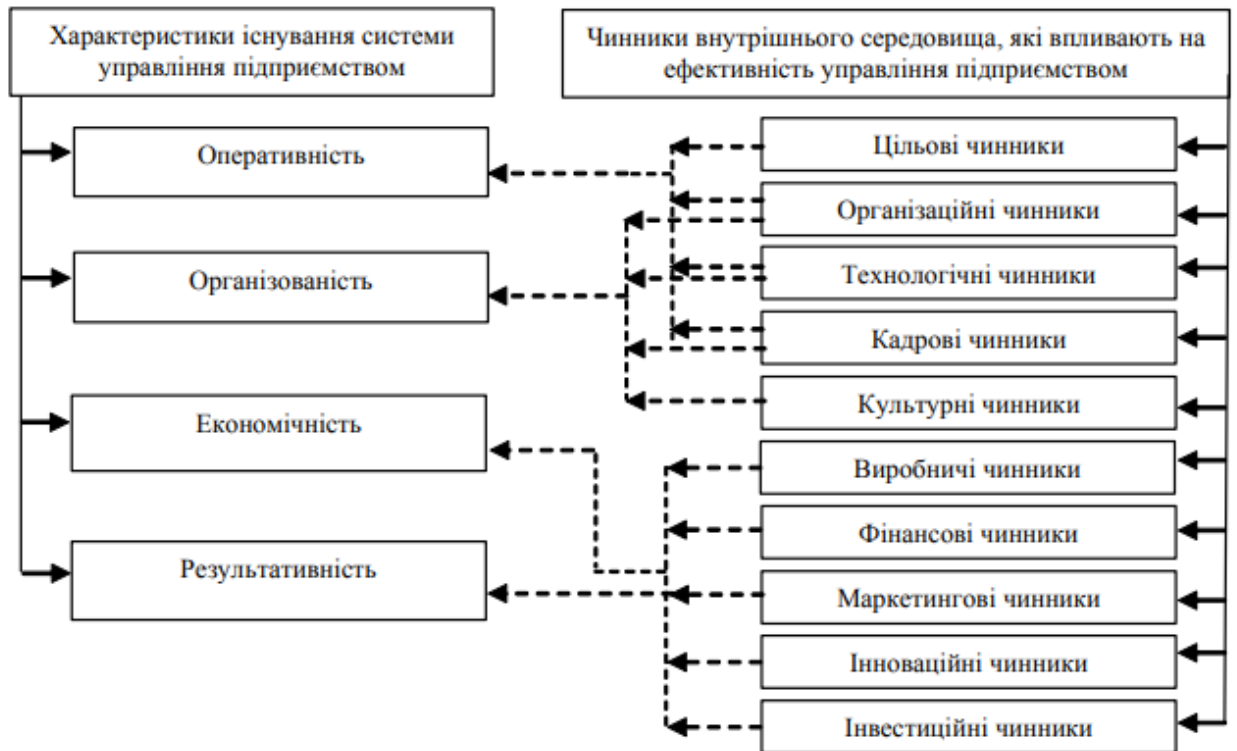 Характеристики існування системи
управління підприємством
Оперативність
Організованість
Економічність
Результативність
Чинники внутрішнього середовища, які впливають на
ефективність управління підприємством
Цільові чинники
Організаційні чинники
Технологічні чинники
Кадрові чинники
Культурні чинники
Виробничі чинники
Фінансові чинники
Маркетингові чинники
Інноваційні чинники
Інвестиційні чинники